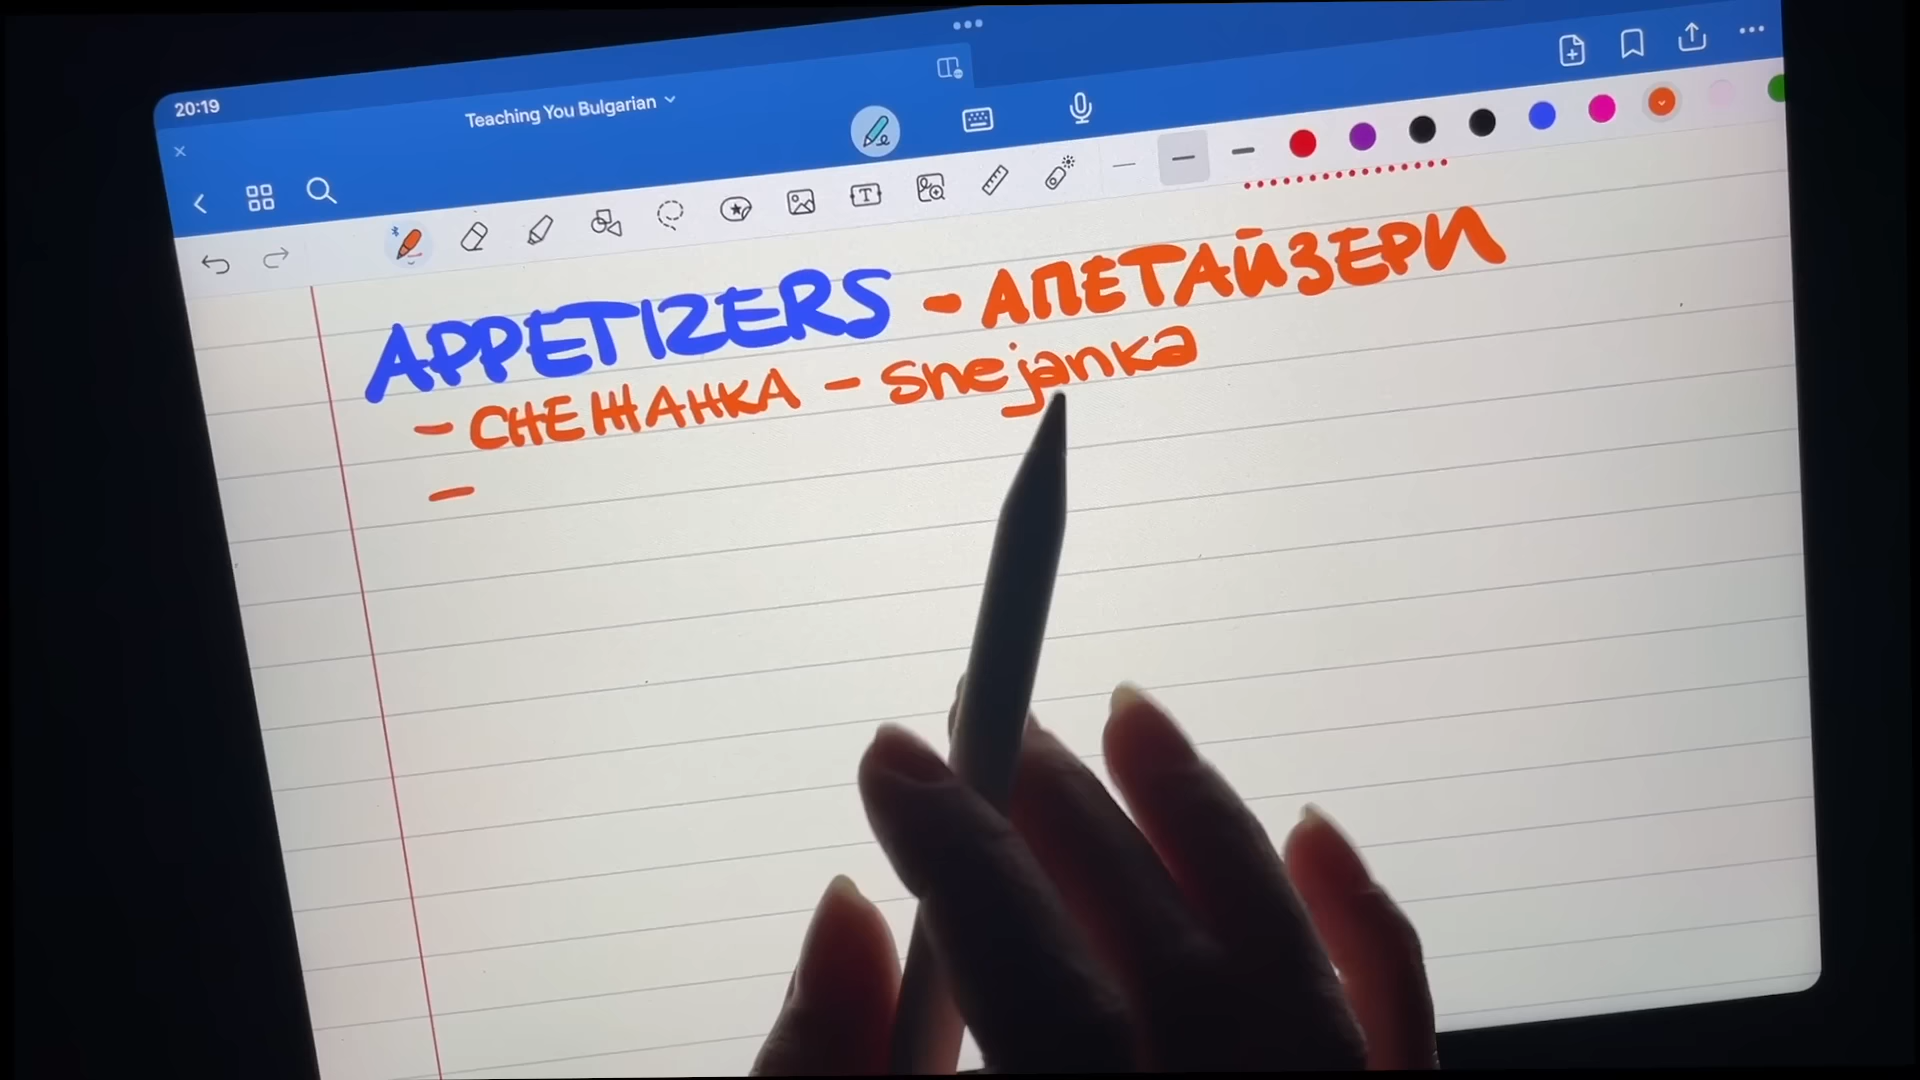 20:19
Teaching You Bulgarian
APPETIZERS - АПЕТАЙЗЕРИ
- СНЕЖАНКА - Snejanka
-